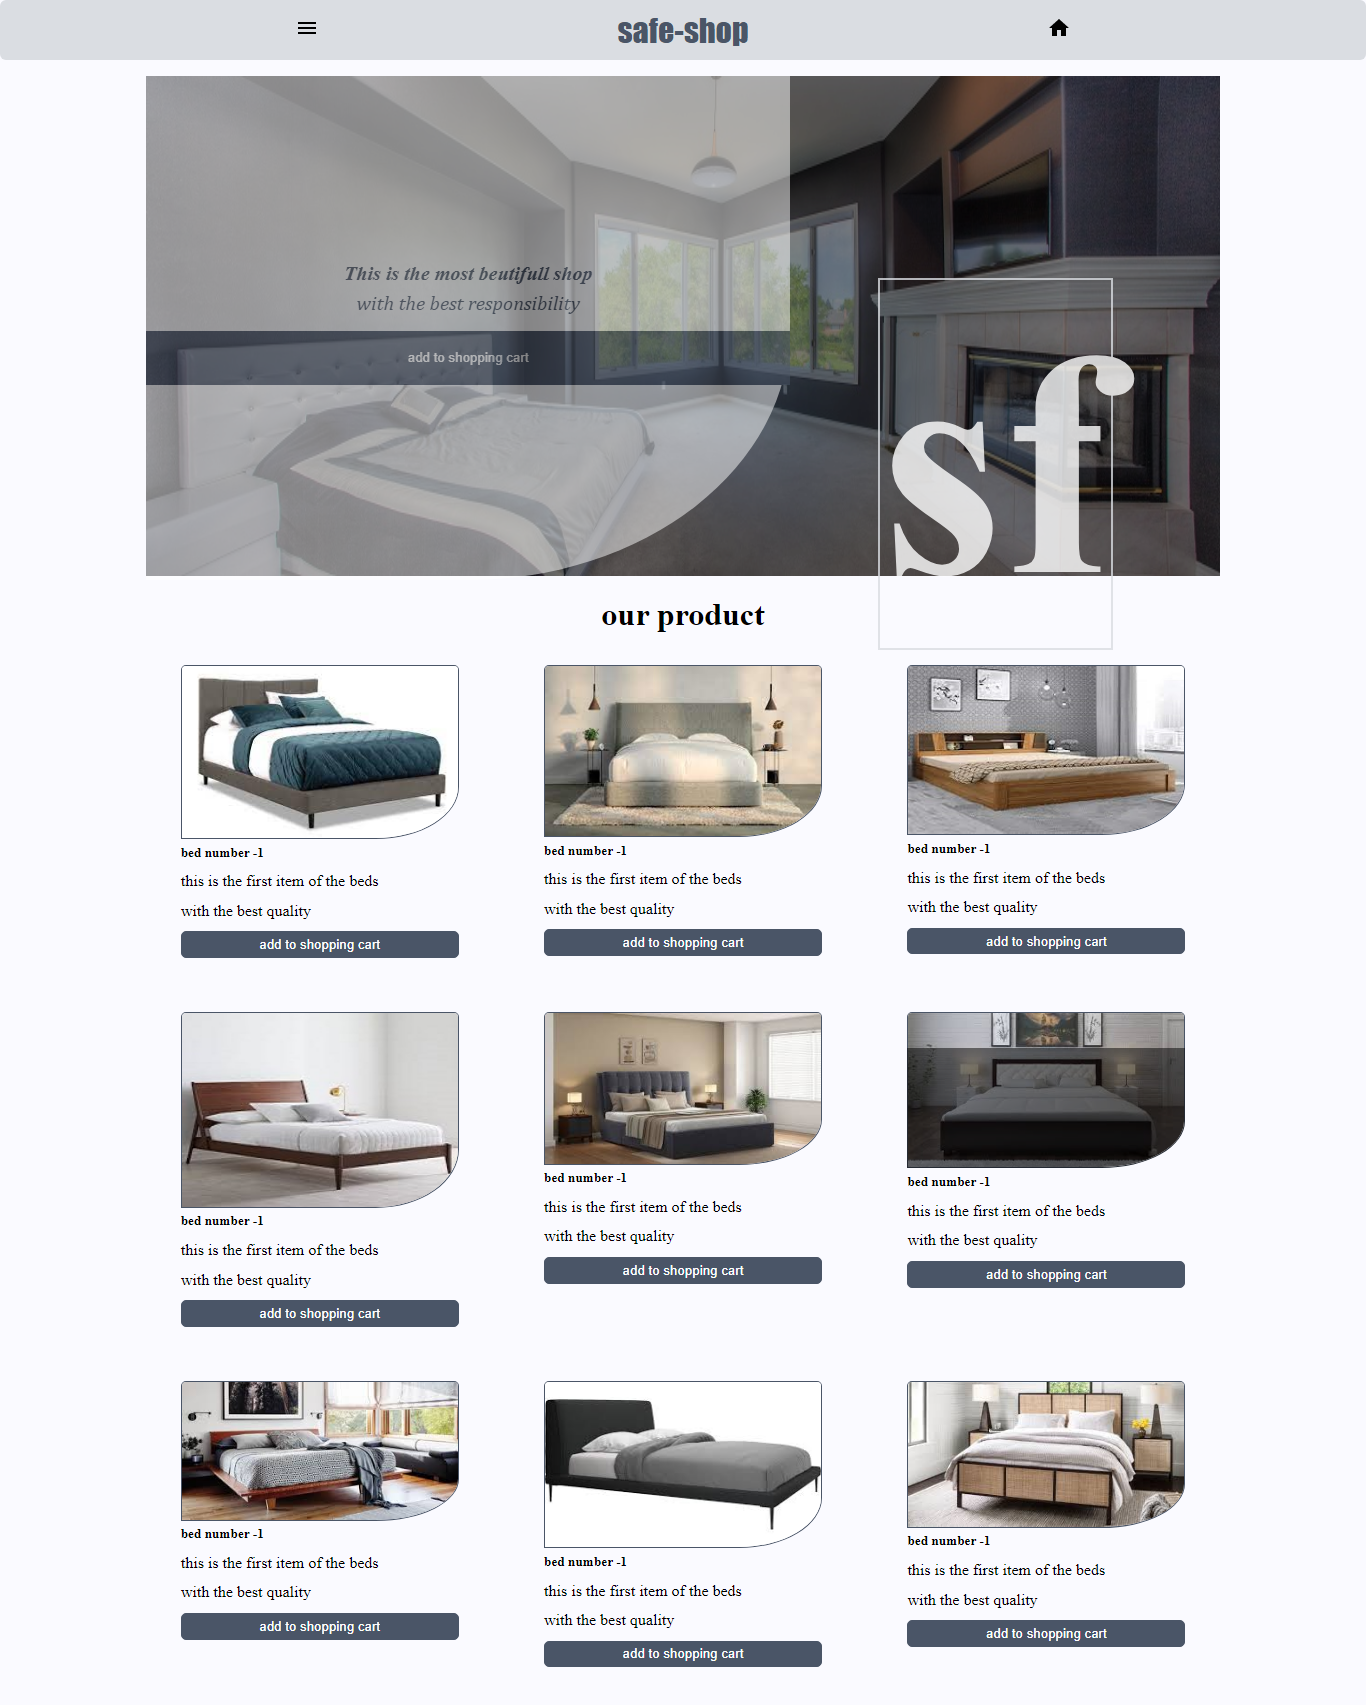 safe-shop
This is the most beutifull shop
with the best responsibility
add to shopping cart
sf
our product
bed number -1
this is the first item of the beds
with the best quality
add to shopping cart
bed number -1
this is the first item of the beds
with the best quality
add to shopping cart
bed number -1
this is the first item of the beds
with the best quality
add to shopping cart
bed number -1
this is the first item of the beds
with the best quality
add to shopping cart
bed number -1
this is the first item of the beds
with the best quality
add to shopping cart
bed number -1
this is the first item of the beds
with the best quality
add to shopping cart
bed number -1
this is the first item of the beds
with the best quality
add to shopping cart
bed number -1
this is the first item of the beds
with the best quality
add to shopping cart
bed number -1
this is the first item of the beds
with the best quality
add to shopping cart